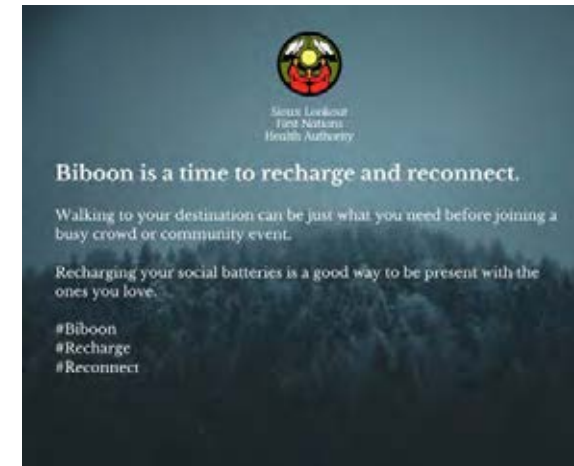 Sioux Lookout
First Nations
Health Authority
Biboon is a time to recharge and reconnect.
Walking to your destination can be just what you need before joining a
busy crowd or community event.
Recharging your social batteries is a good way to be present with the
ones you love.
#Biboon
#Recharge
#Reconnect